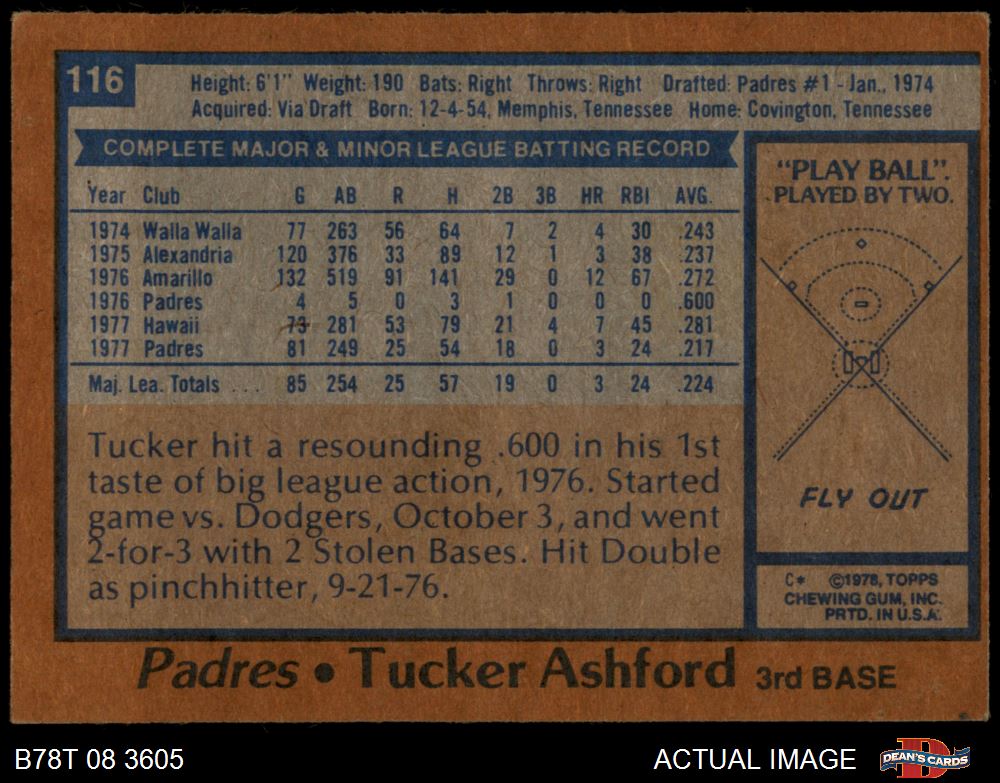 116
Height: 6'1" Weight: 190 Bats: Right Throws: Right Drafted: Padres #1 - Jan., 1974
Acquired: Via Draft Born: 12-4-54, Memphis, Tennessee Home: Covington, Tennessee
COMPLETE MAJOR & MINOR LEAGUE BATTING RECORD
Year Club G AB R H 2B 3B HR RBI AVG.
1974 Walla Walla 77 263 56 64 7 2 4 30 .243
1975 Alexandria 120 376 33 89 12 1 3 38 .237
1976 Amarillo 132 519 91 141 29 0 12 67 .272
1976 Padres 4 5 0 3 1 0 0 0 .600
1977 Hawaii 73 281 53 79 21 4 7 45 .281
1977 Padres 81 249 25 54 18 0 3 24 .217
Maj. Lea. Totals ... 85 254 25 57 19 0 3 24 .224
Tucker hit a resounding .600 in his 1st
taste of big league action, 1976. Started
game vs. Dodgers, October 3, and went
2-for-3 with 2 Stolen Bases. Hit Double
as pinchhitter, 9-21-76.
"PLAY BALL".
PLAYED BY TWO.
FLY OUT
C* ©1978, TOPPS
CHEWING GUM, INC.
PRTD. IN U.S.A.
Padres • Tucker Ashford 3rd BASE
B78T 08 3605
ACTUAL IMAGE
DEAN'S CARDS